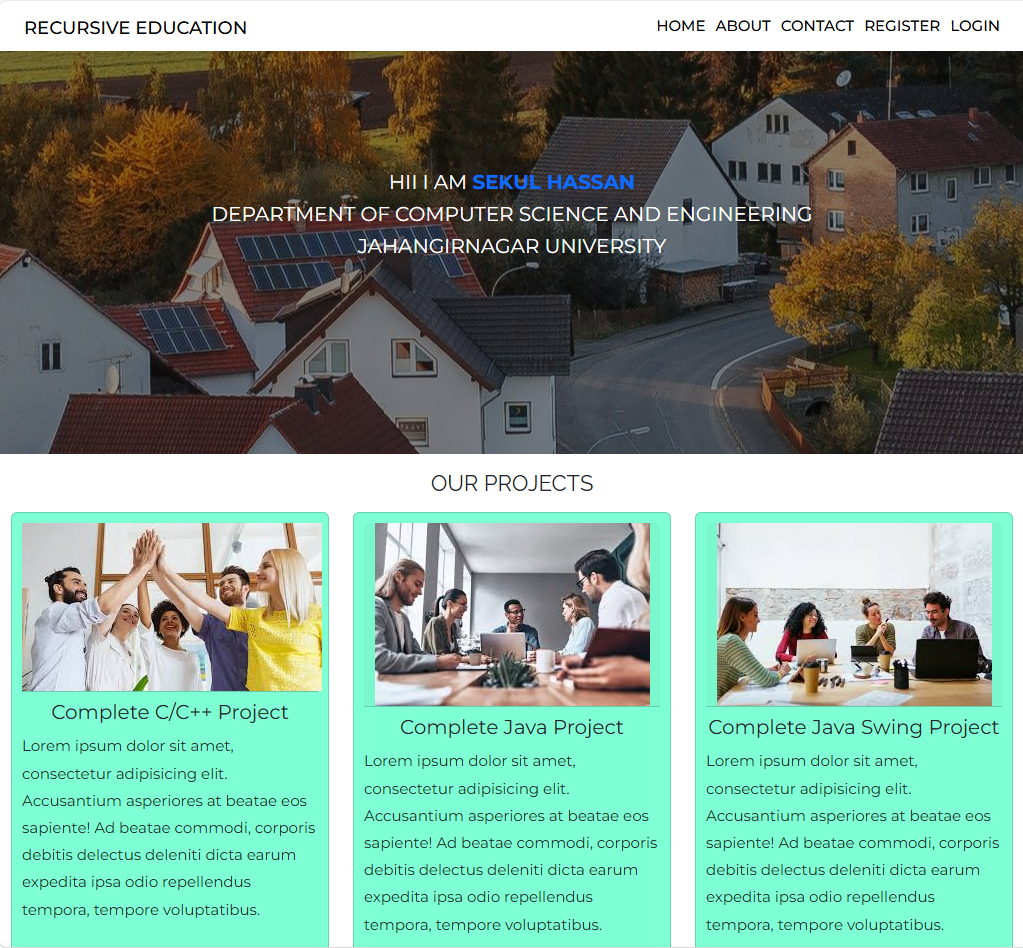 RECURSIVE EDUCATION
HOME ABOUT CONTACT REGISTER LOGIN
HII I AM SEKUL HASSAN
DEPARTMENT OF COMPUTER SCIENCE AND ENGINEERING
JAHANGIRNAGAR UNIVERSITY
OUR PROJECTS
Complete C/C++ Project
Lorem ipsum dolor sit amet,
consectetur adipisicing elit.
Accusantium asperiores at beatae eos
sapiente! Ad beatae commodi, corporis
debitis delectus deleniti dicta earum
expedita ipsa odio repellendus
tempora, tempore voluptatibus.
Complete Java Project
Lorem ipsum dolor sit amet,
consectetur adipisicing elit.
Accusantium asperiores at beatae eos
sapiente! Ad beatae commodi, corporis
debitis delectus deleniti dicta earum
expedita ipsa odio repellendus
tempora, tempore voluptatibus.
Complete Java Swing Project
Lorem ipsum dolor sit amet,
consectetur adipisicing elit.
Accusantium asperiores at beatae eos
sapiente! Ad beatae commodi, corporis
debitis delectus deleniti dicta earum
expedita ipsa odio repellendus
tempora, tempore voluptatibus.